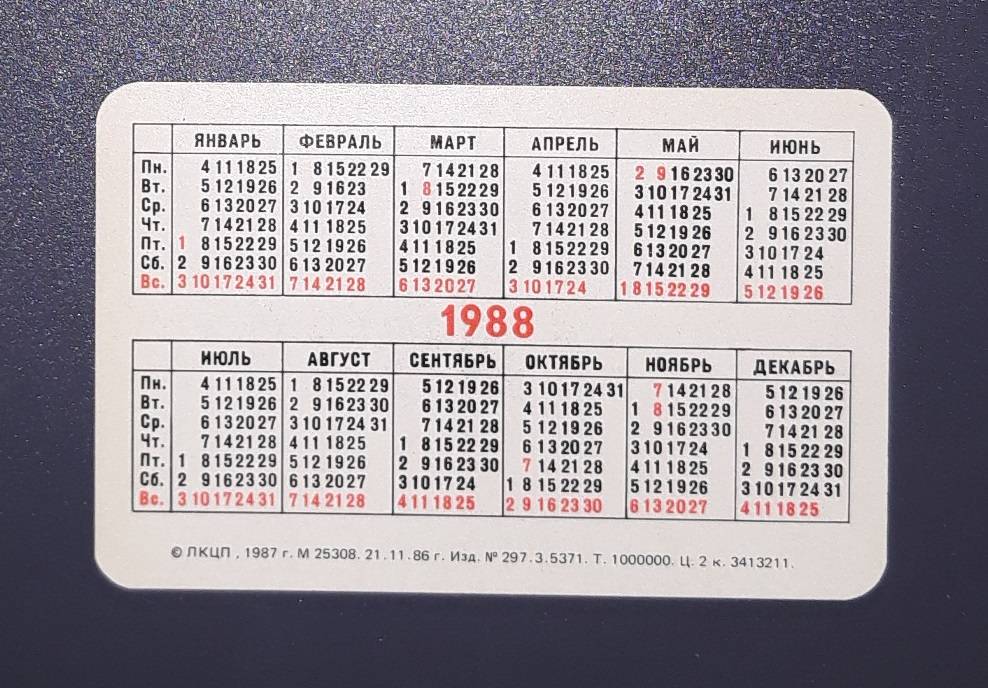 ЯНВАРЬ ФЕВРАЛЬ МАРТ АПРЕЛЬ МАЙ ИЮНЬ
Пн. 4 11 18 25 1 8 15 22 29 7 14 21 28 4 11 18 25 2 9 16 23 30 6 13 20 27
Вт. 5 12 19 26 2 9 16 23 1 8 15 22 29 5 12 19 26 3 10 17 24 31 7 14 21 28
Ср. 6 13 20 27 3 10 17 24 2 9 16 23 30 6 13 20 27 4 11 18 25 1 8 15 22 29
Чт. 7 14 21 28 4 11 18 25 3 10 17 24 31 7 14 21 28 5 12 19 26 2 9 16 23 30
Пт. 1 8 15 22 29 5 12 19 26 4 11 18 25 1 8 15 22 29 6 13 20 27 3 10 17 24
Сб. 2 9 16 23 30 6 13 20 27 5 12 19 26 2 9 16 23 30 7 14 21 28 4 11 18 25
Вс. 3 10 17 24 31 7 14 21 28 6 13 20 27 3 10 17 24 1 8 15 22 29 5 12 19 26
1988
ИЮЛЬ АВГУСТ СЕНТЯБРЬ ОКТЯБРЬ НОЯБРЬ ДЕКАБРЬ
Пн. 4 11 18 25 1 8 15 22 29 5 12 19 26 3 10 17 24 31 7 14 21 28 5 12 19 26
Вт. 5 12 19 26 2 9 16 23 30 6 13 20 27 4 11 18 25 1 8 15 22 29 6 13 20 27
Ср. 6 13 20 27 3 10 17 24 31 7 14 21 28 5 12 19 26 2 9 16 23 30 7 14 21 28
Чт. 7 14 21 28 4 11 18 25 1 8 15 22 29 6 13 20 27 3 10 17 24 1 8 15 22 29
Пт. 1 8 15 22 29 5 12 19 26 2 9 16 23 30 7 14 21 28 4 11 18 25 2 9 16 23 30
Сб. 2 9 16 23 30 6 13 20 27 3 10 17 24 1 8 15 22 29 5 12 19 26 3 10 17 24 31
Вс. 3 10 17 24 31 7 14 21 28 4 11 18 25 2 9 16 23 30 6 13 20 27 4 11 18 25
© ЛКЦП , 1987 г. М 25308. 21.11.86 г. Изд. № 297.3.5371. Т. 1000000. Ц. 2 к. 3413211.